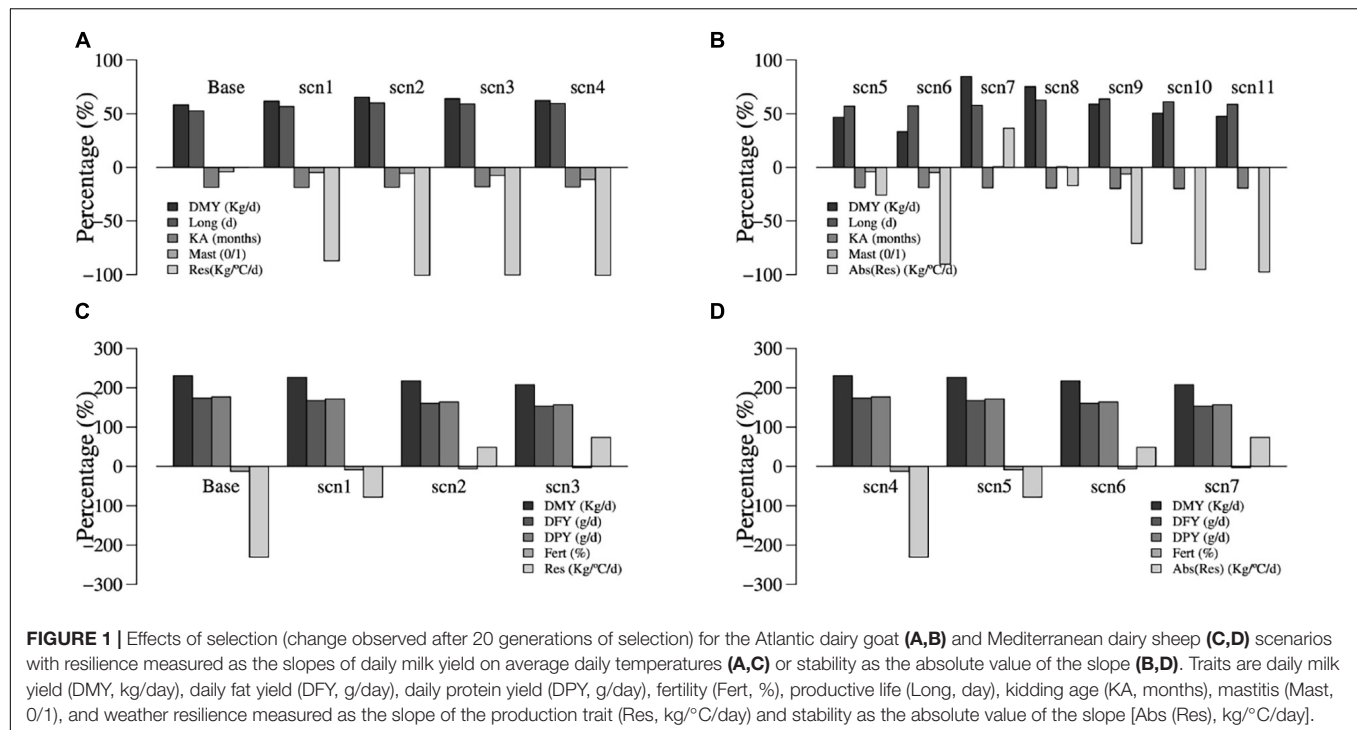 A
Percentage (%)
100
50
0
−50
−100
Base scn1 scn2 scn3 scn4
DMY (Kg/d)
Long (d)
KA (months)
Mast (0/1)
Res(Kg/ºC/d)
B
Percentage (%)
100
50
0
−50
−100
scn5 scn6 scn7 scn8 scn9 scn10 scn11
DMY (Kg/d)
Long (d)
KA (months)
Mast (0/1)
Abs(Res) (Kg/ºC/d)
C
Percentage (%)
300
200
100
0
100
−200
−300
Base scn1 scn2 scn3
DMY (Kg/d)
DFY (g/d)
DPY (g/d)
Fert (%)
Res (Kg/ºC/d)
D
Percentage (%)
300
200
100
0
100
−200
−300
scn4 scn5 scn6 scn7
DMY (Kg/d)
DFY (g/d)
DPY (g/d)
Fert (%)
Abs(Res) (Kg/ºC/d)
FIGURE 1 | Effects of selection (change observed after 20 generations of selection) for the Atlantic dairy goat (A,B) and Mediterranean dairy sheep (C,D) scenarios
with resilience measured as the slopes of daily milk yield on average daily temperatures (A,C) or stability as the absolute value of the slope (B,D). Traits are daily milk
yield (DMY, kg/day), daily fat yield (DFY, g/day), daily protein yield (DPY, g/day), fertility (Fert, %), productive life (Long, day), kidding age (KA, months), mastitis (Mast,
0/1), and weather resilience measured as the slope of the production trait (Res, kg/°C/day) and stability as the absolute value of the slope [Abs (Res), kg/°C/day].